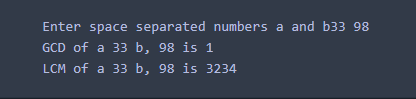 Enter space separated numbers a and b33 98
GCD of a 33 b, 98 is 1
LCM of a 33 b, 98 is 3234